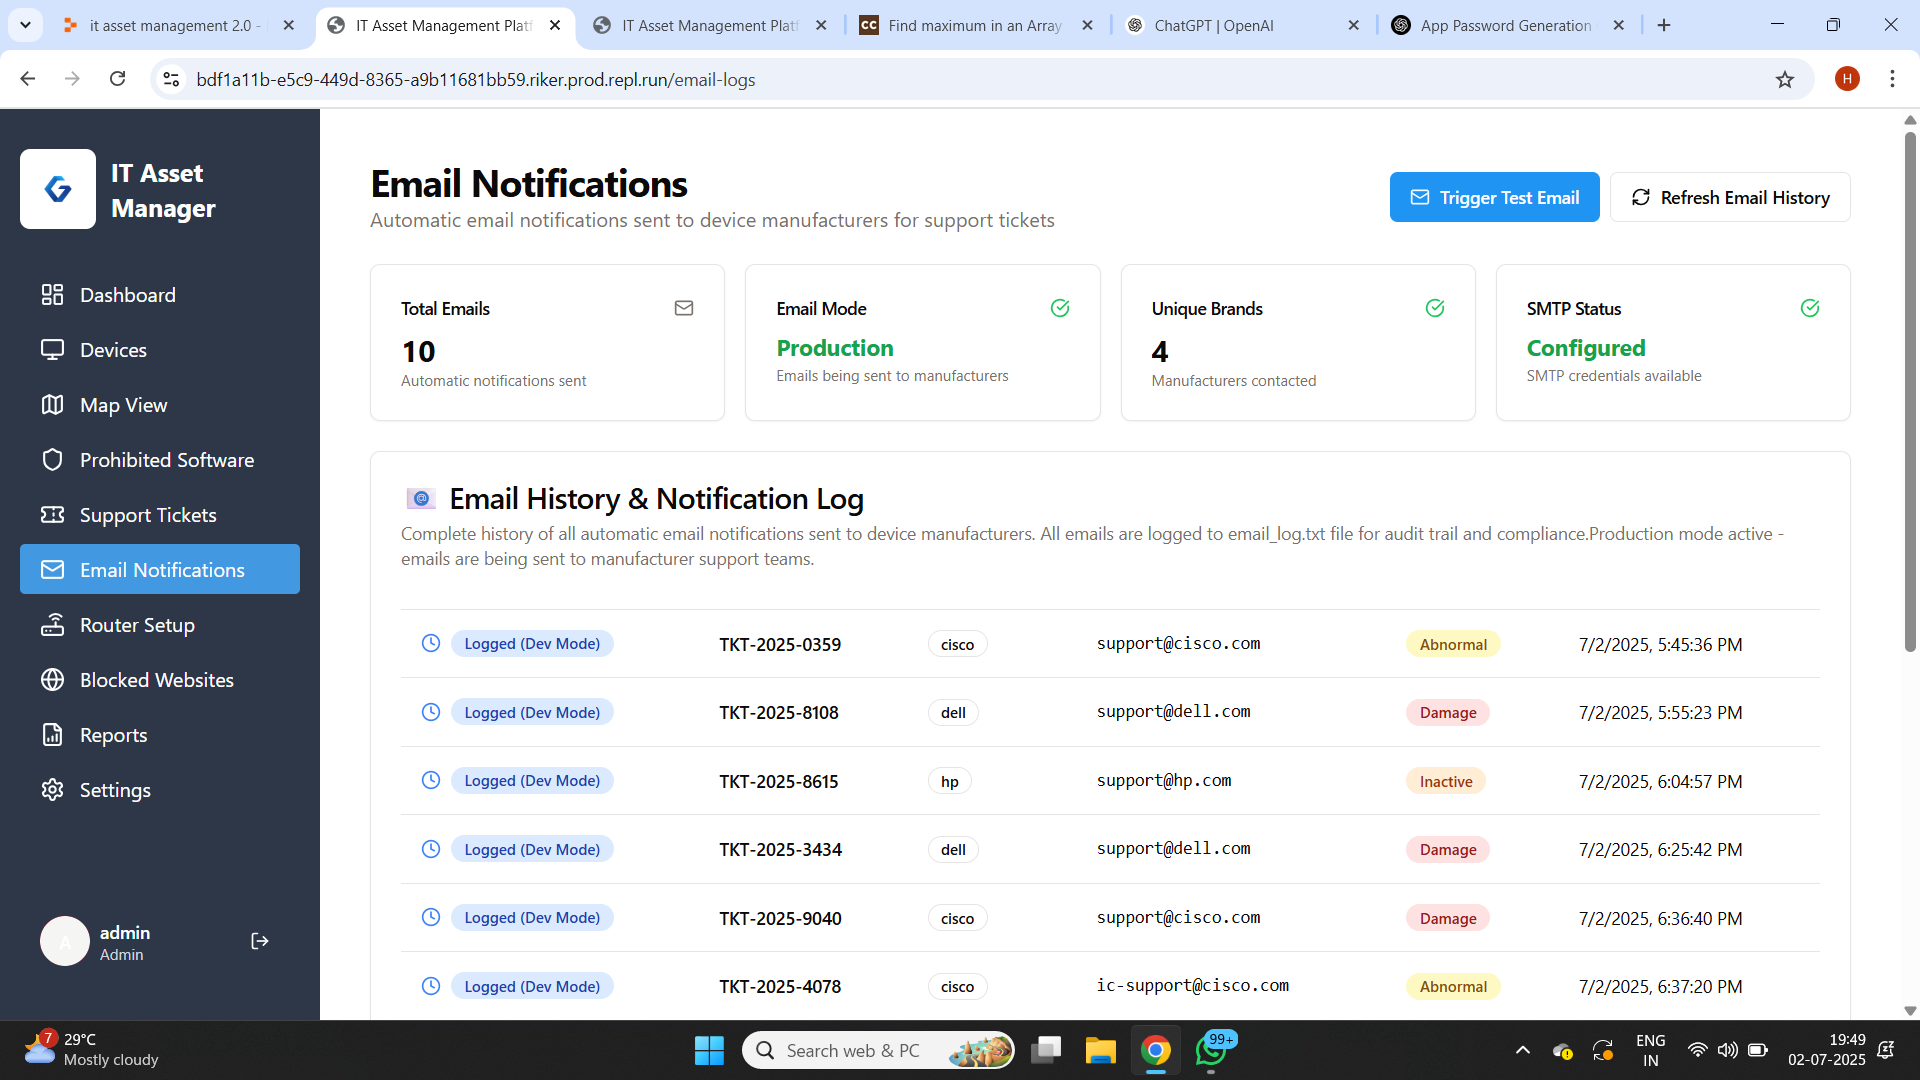 it asset management 2.0 -
IT Asset Management Platf
IT Asset Management Platf
CC
Find maximum in an Array
ChatGPT | OpenAI
App Password Generation
bdf1a11b-e5c9-449d-8365-a9b11681bb59.riker.prod.repl.run/email-logs
H
IT Asset
Manager
Dashboard
Devices
Map View
Prohibited Software
Support Tickets
Email Notifications
Router Setup
Blocked Websites
Reports
Settings
A
admin
Admin
Email Notifications
Automatic email notifications sent to device manufacturers for support tickets
Trigger Test Email
Refresh Email History
Total Emails
10
Automatic notifications sent
Email Mode
Production
Emails being sent to manufacturers
Unique Brands
4
Manufacturers contacted
SMTP Status
Configured
SMTP credentials available
Email History & Notification Log
Complete history of all automatic email notifications sent to device manufacturers. All emails are logged to email_log.txt file for audit trail and compliance.Production mode active -
emails are being sent to manufacturer support teams.
Logged (Dev Mode) TKT-2025-0359 cisco support@cisco.com Abnormal 7/2/2025, 5:45:36 PM
Logged (Dev Mode) TKT-2025-8108 dell support@dell.com Damage 7/2/2025, 5:55:23 PM
Logged (Dev Mode) TKT-2025-8615 hp support@hp.com Inactive 7/2/2025, 6:04:57 PM
Logged (Dev Mode) TKT-2025-3434 dell support@dell.com Damage 7/2/2025, 6:25:42 PM
Logged (Dev Mode) TKT-2025-9040 cisco support@cisco.com Damage 7/2/2025, 6:36:40 PM
Logged (Dev Mode) TKT-2025-4078 cisco ic-support@cisco.com Abnormal 7/2/2025, 6:37:20 PM
7
29°C
Mostly cloudy
Search web & PC
99+
ENG
IN
19:49
02-07-2025